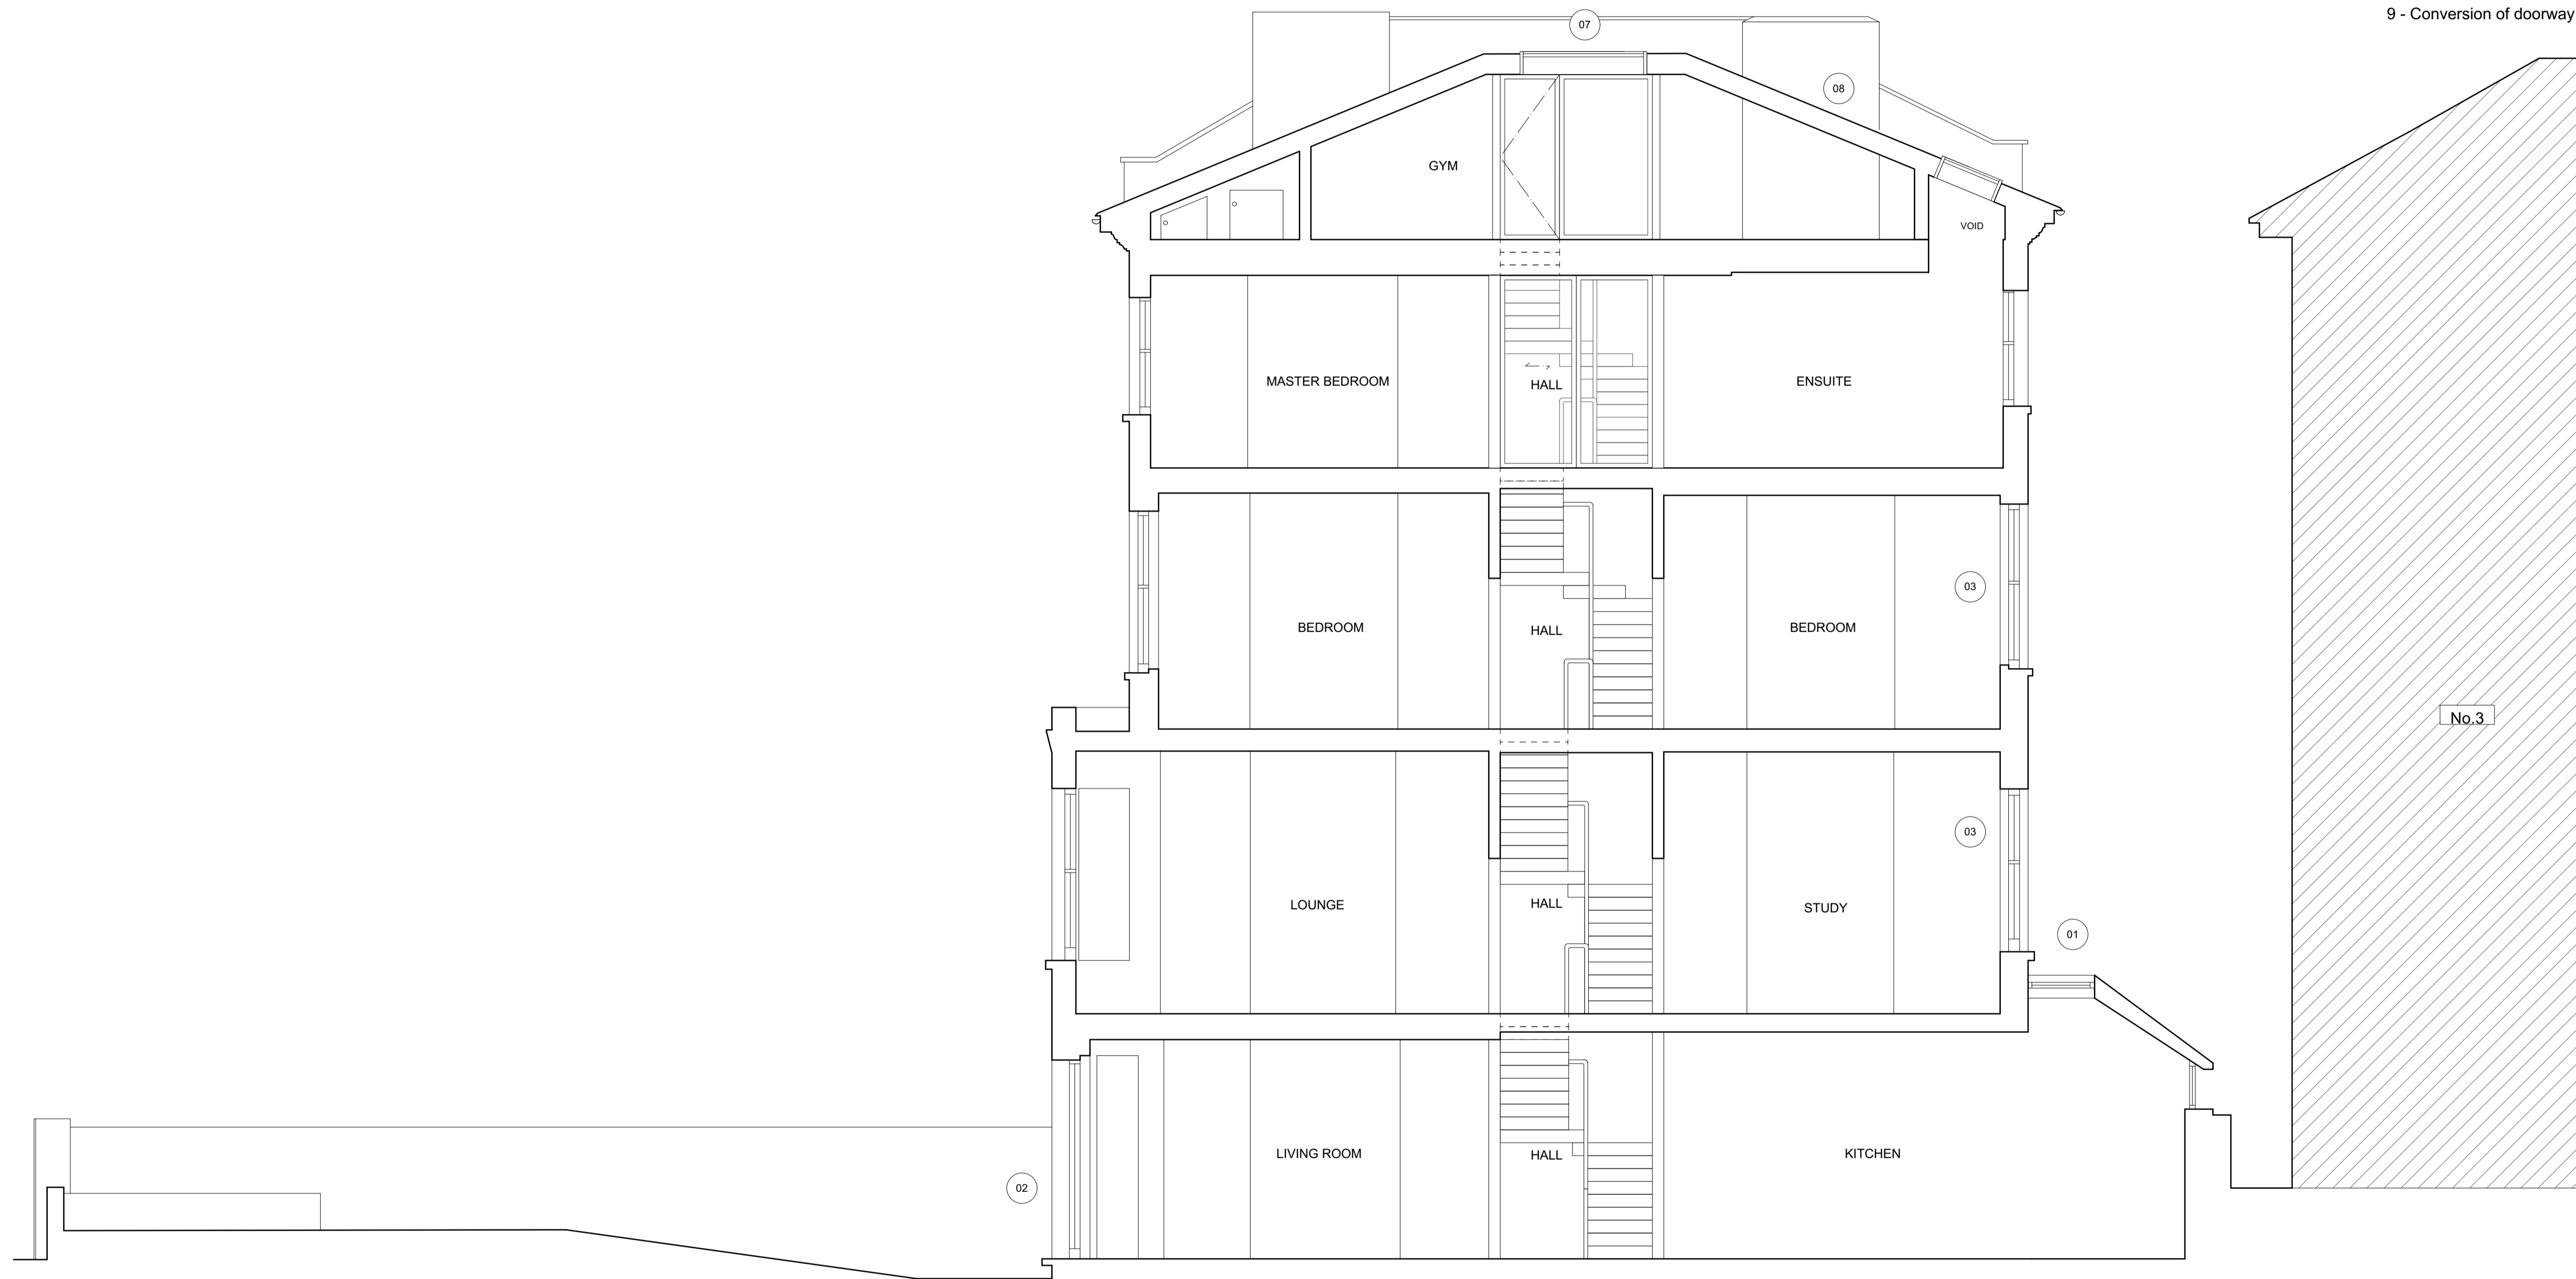 9 - Conversion of doorway
07
08
GYM
VOID
MASTER BEDROOM
HALL
ENSUITE
03
BEDROOM
HALL
BEDROOM
No.3
03
LOUNGE
HALL
STUDY
01
LIVING ROOM
HALL
KITCHEN
02